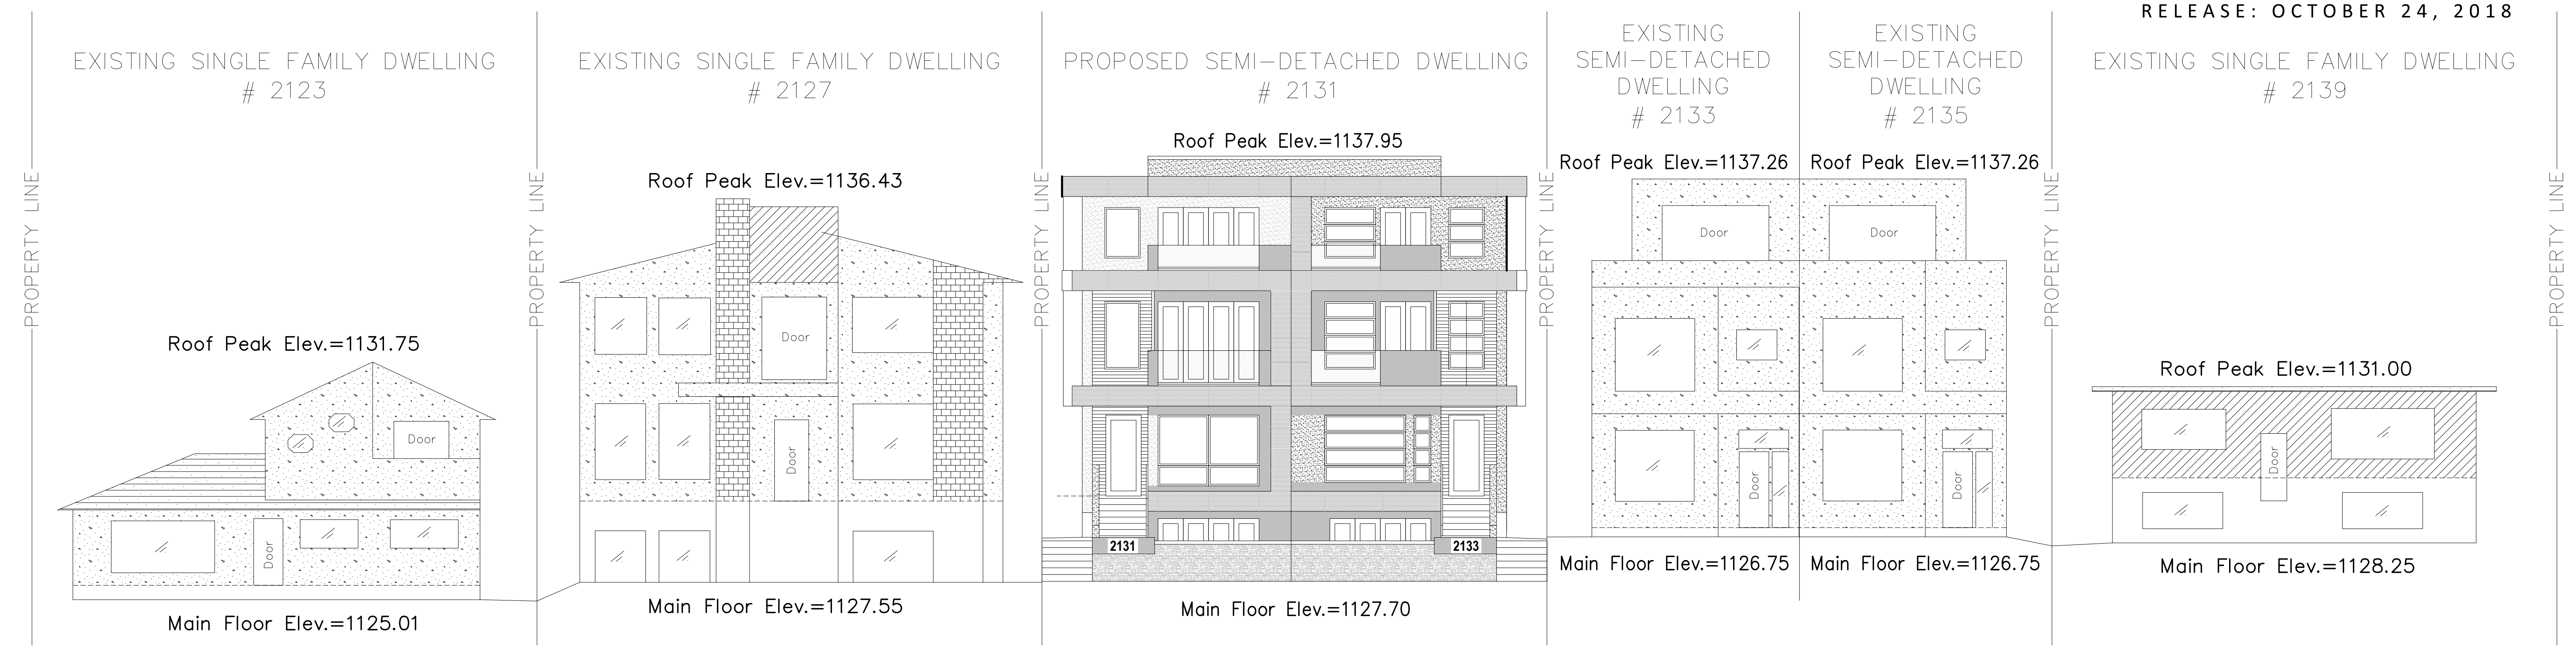 RELEASE: OCTOBER 24, 2018
EXISTING SINGLE FAMILY DWELLING
# 2123
PROPERTY LINE
Roof Peak Elev.=1131.75
Door
Door
Main Floor Elev.=1125.01
PROPERTY LINE
EXISTING SINGLE FAMILY DWELLING
# 2127
Roof Peak Elev.=1136.43
Door
Door
Main Floor Elev.=1127.55
PROPERTY LINE
PROPOSED SEMI-DETACHED DWELLING
# 2131
Roof Peak Elev.=1137.95
2131
2133
Main Floor Elev.=1127.70
PROPERTY LINE
EXISTING
SEMI-DETACHED
DWELLING
# 2133
Roof Peak Elev.=1137.26
Door
Door
Main Floor Elev.=1126.75
EXISTING
SEMI-DETACHED
DWELLING
# 2135
Roof Peak Elev.=1137.26
Door
Door
Main Floor Elev.=1126.75
PROPERTY LINE
EXISTING SINGLE FAMILY DWELLING
# 2139
Roof Peak Elev.=1131.00
Door
Main Floor Elev.=1128.25
PROPERTY LINE